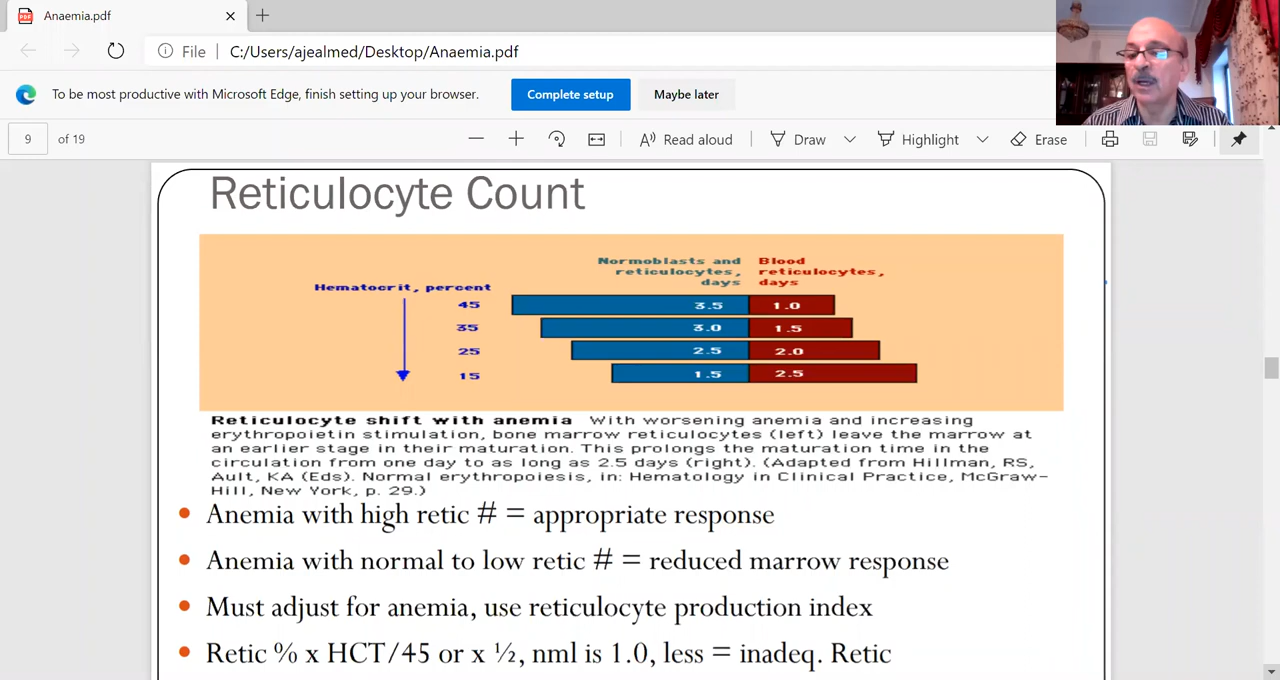 Anaemia.pdf
File
C:/Users/ajealmed/Desktop/Anaemia.pdf
To be most productive with Microsoft Edge, finish setting up your browser.
Complete setup
Maybe later
9 of 19
Read aloud
Draw
Highlight
Erase
Reticulocyte Count
Normoblasts and
reticulocytes,
days
Blood
reticulocytes,
days
Hematocrit, percent
45 3.5 1.0
35 3.0 1.5
25 2.5 2.0
15 1.5 2.5
Reticulocyte shift with anemia With worsening anemia and increasing
erythropoietin stimulation, bone marrow reticulocytes (left) leave the marrow at
an earlier stage in their maturation. This prolongs the maturation time in the
circulation from one day to as long as 2.5 days (right). (Adapted from Hillman, RS,
Ault, KA (Eds). Normal erythropoiesis, in: Hematology in Clinical Practice, McGraw-
Hill, New York, p. 29.)
• Anemia with high retic # = appropriate response
• Anemia with normal to low retic # = reduced marrow response
• Must adjust for anemia, use reticulocyte production index
• Retic % x HCT/45 or x ½, nml is 1.0, less = inadeq. Retic